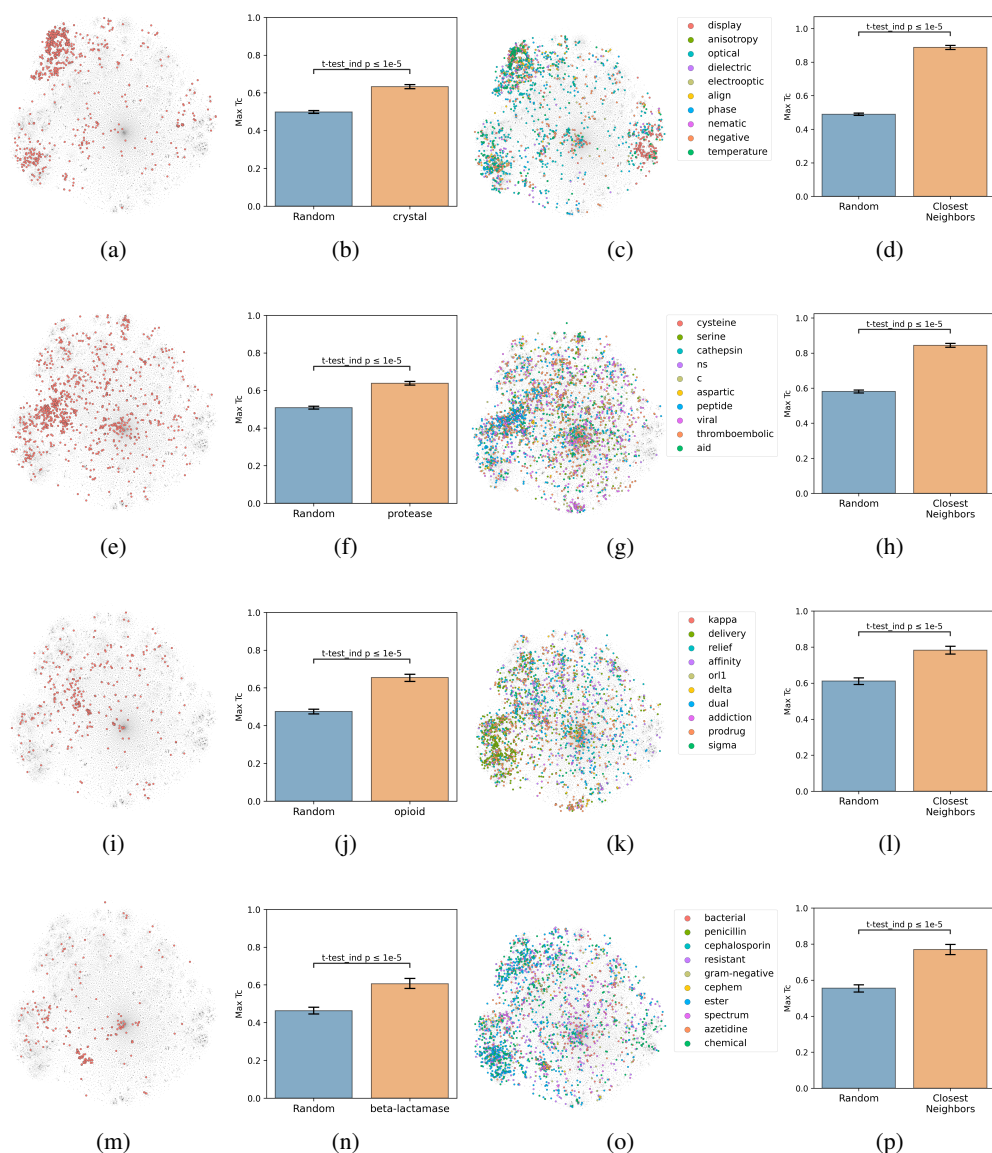 1.0
0.8
0.6
0.4
0.2
0.0
Max Tc
t-test_ind p ≤ 1e-5
Random
crystal
display
anisotropy
optical
dielectric
electrooptic
align
phase
nematic
negative
temperature
1.0
0.8
0.6
0.4
0.2
0.0
Max Tc
t-test_ind p ≤ 1e-5
Random
Closest
Neighbors
(a)
(b)
(c)
(d)
1.0
0.8
0.6
0.4
0.2
0.0
Max Tc
t-test_ind p ≤ 1e-5
Random
protease
cysteine
serine
cathepsin
ns
c
aspartic
peptide
viral
thromboembolic
aid
1.0
0.8
0.6
0.4
0.2
0.0
Max Tc
t-test_ind p ≤ 1e-5
Random
Closest
Neighbors
(e)
(f)
(g)
(h)
1.0
0.8
0.6
0.4
0.2
0.0
Max Tc
t-test_ind p ≤ 1e-5
Random
opioid
kappa
delivery
relief
affinity
orl1
delta
dual
addiction
prodrug
sigma
1.0
0.8
0.6
0.4
0.2
0.0
Max Tc
t-test_ind p ≤ 1e-5
Random
Closest
Neighbors
(i)
(j)
(k)
(l)
1.0
0.8
0.6
0.4
0.2
0.0
Max Tc
t-test_ind p ≤ 1e-5
Random
beta-lactamase
bacterial
penicillin
cephalosporin
resistant
gram-negative
cephem
ester
spectrum
azetidine
chemical
1.0
0.8
0.6
0.4
0.2
0.0
Max Tc
t-test_ind p ≤ 1e-5
Random
Closest
Neighbors
(m)
(n)
(o)
(p)